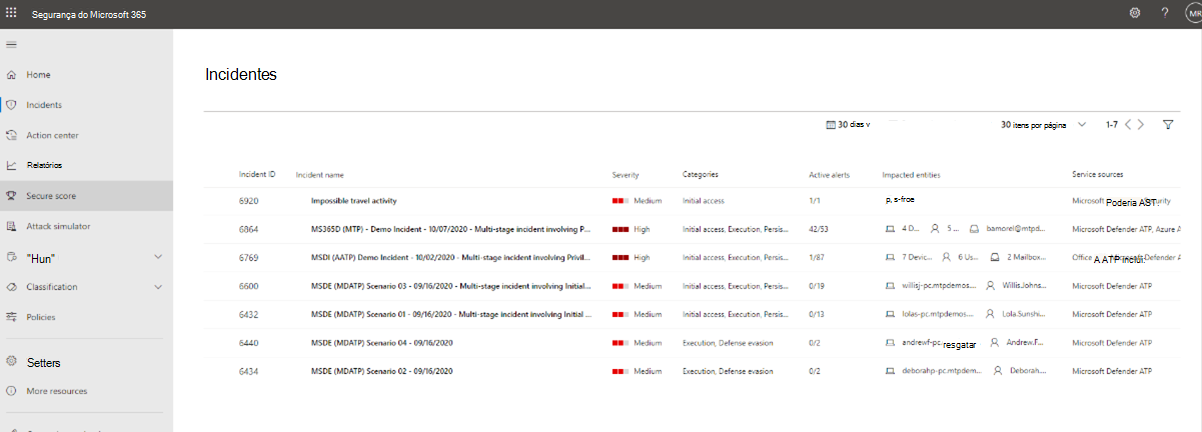 Segurança do Microsoft 365
? MR
Home
Incidents
Action center
Relatórios
Secure score
Attack simulator
"Hun"
Classification
Policies
Setters
More resources
Incidentes
30 dias v 30 itens por página 1-7
Incident ID Incident name Severity Categories Active alerts Impacted entities Service sources
6920 Impossible travel activity Medium Initial access 1/1 p, s-froe Microsoft Poderia AST.
6864 MS365D (MTP) - Demo Incident - 10/07/2020 - Multi-stage incident involving P... High Initial access, Execution, Persis... 42/53 4 D... 5 ... bamorel@mtpd... Microsoft Defender ATP, Azure A
6769 MSDI (AATP) Demo Incident - 10/02/2020 - Multi-stage incident involving Privil... High Initial access, Execution, Persis... 1/87 7 Devic... 6 Us... 2 Mailbox... Office A ATP inclui: Defender A
6600 MSDE (MDATP) Scenario 03 - 09/16/2020 - Multi-stage incident involving Initial... Medium Initial access, Execution, Persis... 0/19 willisj-pc.mtpdemos... Willis.Johns... Microsoft Defender ATP
6432 MSDE (MDATP) Scenario 01 - 09/16/2020 - Multi-stage incident involving Initial ... Medium Initial access, Execution, Persis... 0/13 lolas-pc.mtpdemos... Lola.Sunshi... Microsoft Defender ATP
6440 MSDE (MDATP) Scenario 04 - 09/16/2020 Medium Execution, Defense evasion 0/2 andrewf-pc. resgatar Andrew.F... Microsoft Defender ATP
6434 MSDE (MDATP) Scenario 02 - 09/16/2020 Medium Execution, Defense evasion 0/2 deborahp-pc.mtpdem... Deborah.... Microsoft Defender ATP